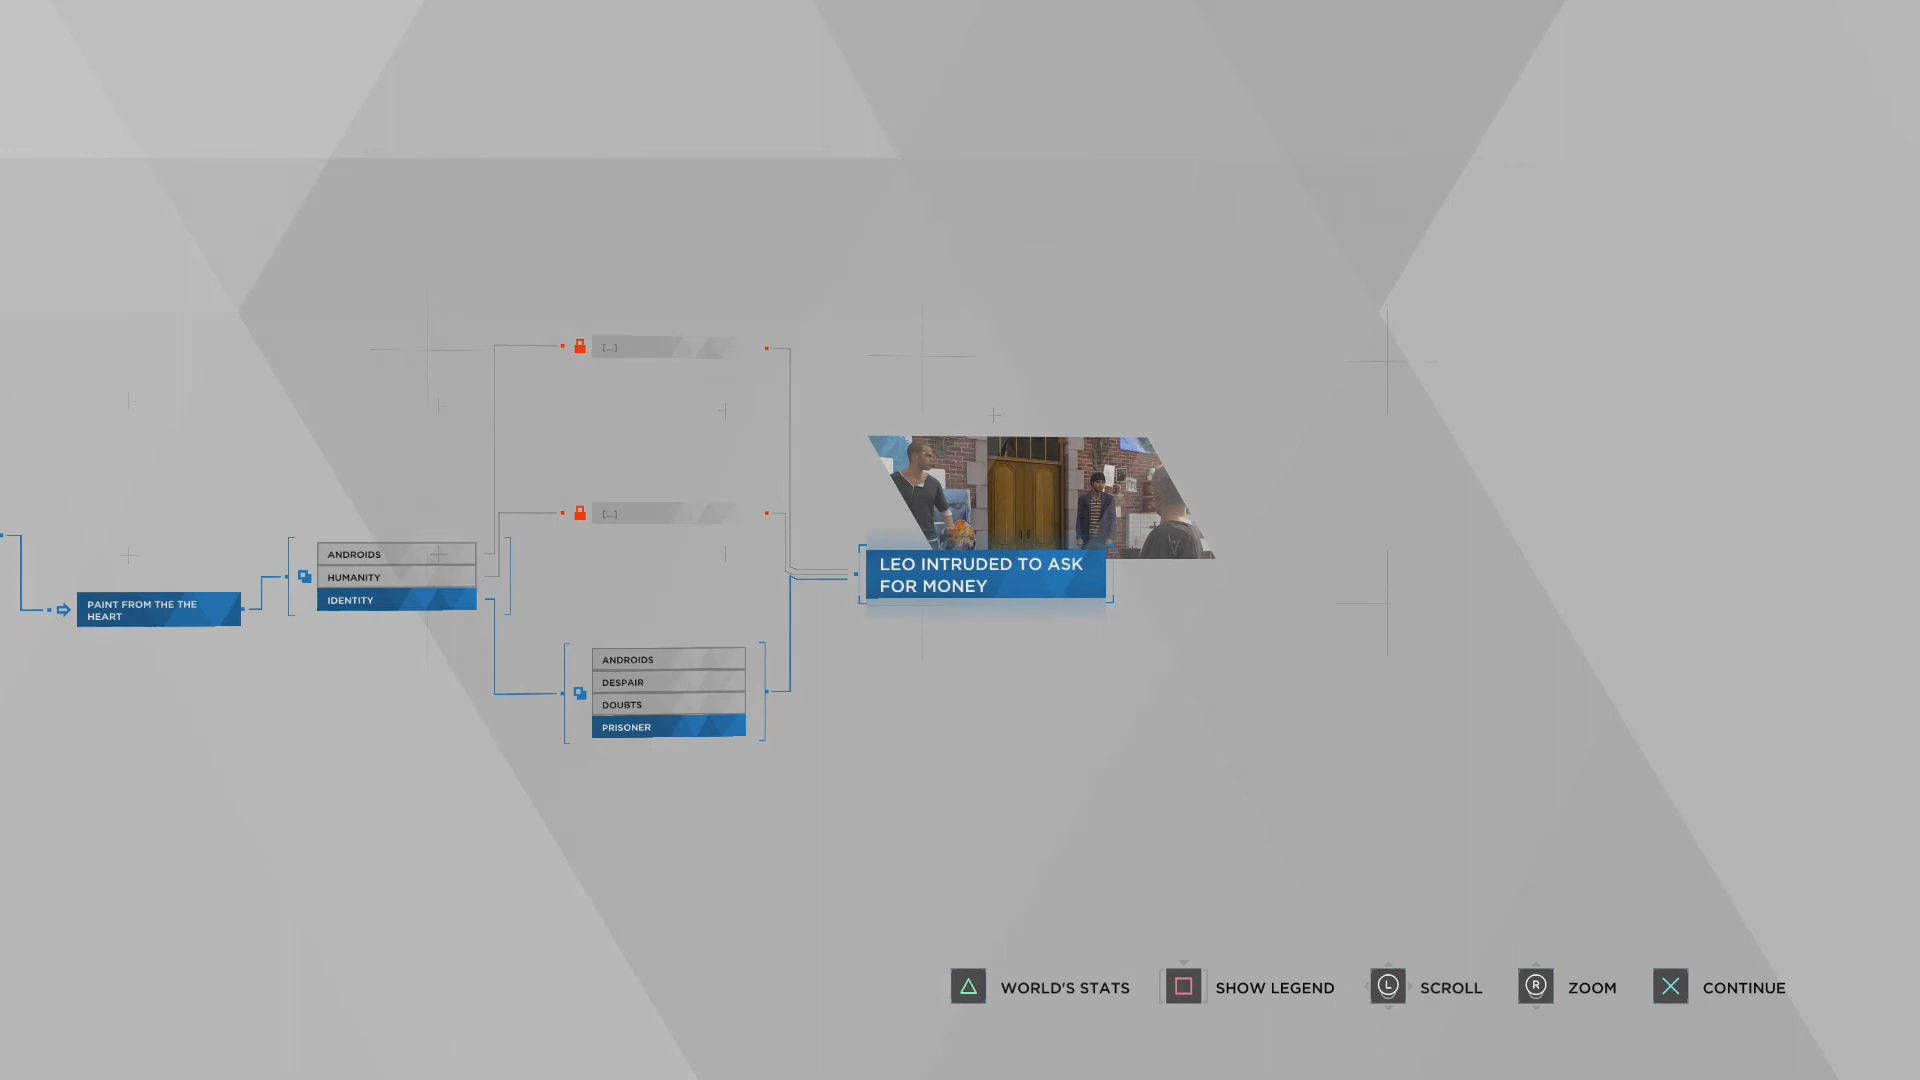 [...]
[...]
ANDROIDS
HUMANITY
IDENTITY
PAINT FROM THE THE
HEART
LEO INTRUDED TO ASK
FOR MONEY
ANDROIDS
DESPAIR
DOUBTS
PRISONER
WORLD'S STATS
SHOW LEGEND
L
SCROLL
R
ZOOM
CONTINUE